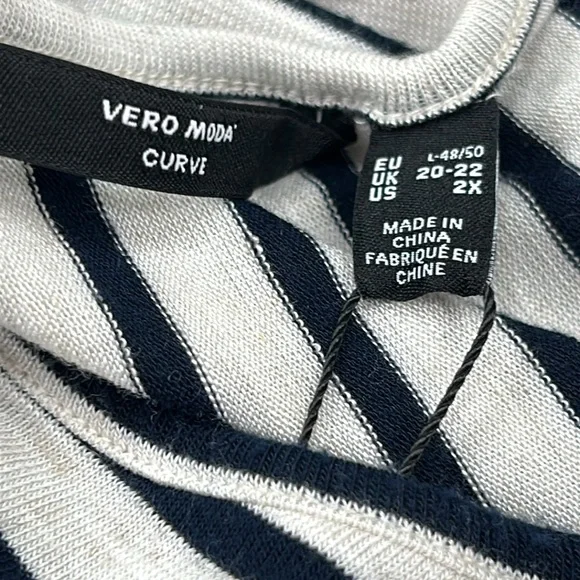 VERO MODA
CURVE
EU L-48/50
UK 20-22
US 2X
MADE IN
CHINA
FABRIQUÉ EN
CHINE